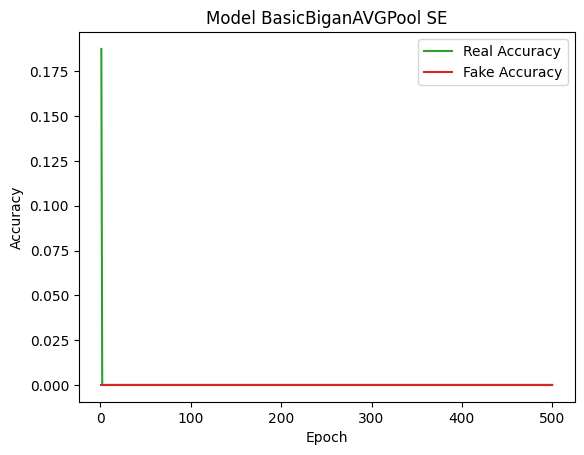 Model BasicBiganAVGPool SE
Real Accuracy
Fake Accuracy
0.175
0.150
0.125
0.100
0.075
0.050
0.025
0.000
Accuracy
0 100 200 300 400 500
Epoch